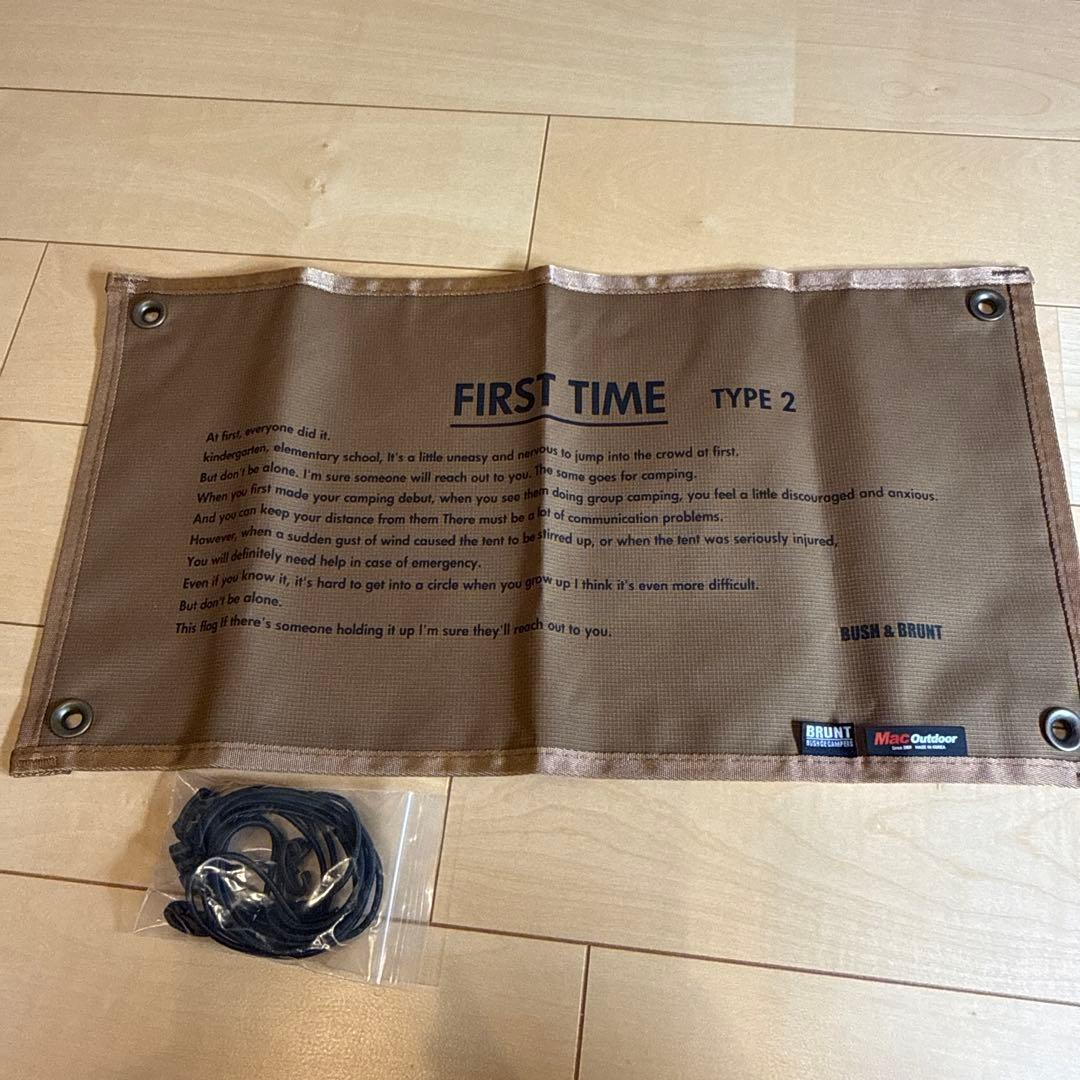 FIRST TIME TYPE 2
At first, everyone did it.
kindergarten, elementary school, It's a little uneasy and nervous to jump into the crowd at first.
But don't be alone. I'm sure someone will reach out to you. The same goes for camping.
When you first made your camping debut, when you see them doing group camping, you feel a little discouraged and anxious.
And you can keep your distance from them There must be a lot of communication problems.
However, when a sudden gust of wind caused the tent to be stirred up, or when the tent was seriously injured,
You will definitely need help in case of emergency.
Even if you know it, it's hard to get into a circle when you grow up I think it's even more difficult.
But don't be alone.
This flag If there's someone holding it up I'm sure they'll reach out to you.
BUSH & BRUNT
BRUNT
MacOutdoor
MADE IN KOREA